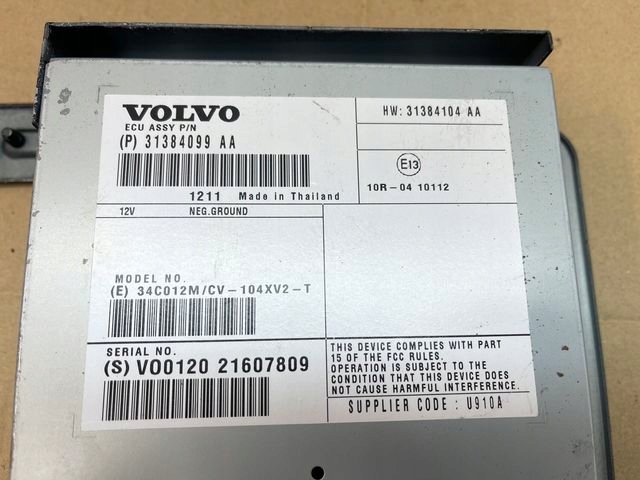 VOLVO
ECU ASSY P/N
(P) 31384099 AA
1211 Made in Thailand
HW: 31384104 AA
E13
10R-04 10112
12V NEG.GROUND
MODEL NO.
(E) 34C012M/CV-104XV2-T
SERIAL NO.
(S) VO0120 21607809
THIS DEVICE COMPLIES WITH PART
15 OF THE FCC RULES.
OPERATION IS SUBJECT TO THE
CONDITION THAT THIS DEVICE DOES
NOT CAUSE HARMFUL INTERFERENCE.
SUPPLIER CODE : U910A